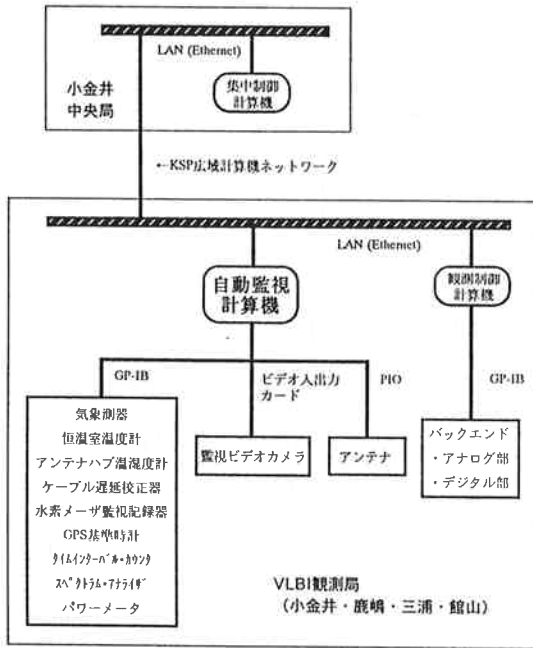 LAN (Ethernet)
小金井
中央局
集中制御
計算機
←KSP広域計算機ネットワーク
LAN (Ethernet)
自動監視
計算機
観測制御
計算機
GP-IB
ビデオ入出力
カード
PIO
GP-IB
気象測器
恒温室温度計
アンテナハブ温湿度計
ケーブル遅延校正器
水素メーザ監視記録器
GPS基準時計
タイムインターバル・カウンタ
スペクトラム・アナライザ
パワーメータ
監視ビデオカメラ
アンテナ
バックエンド
・アナログ部
・デジタル部
VLBI観測局
(小金井・鹿嶋・三浦・館山)